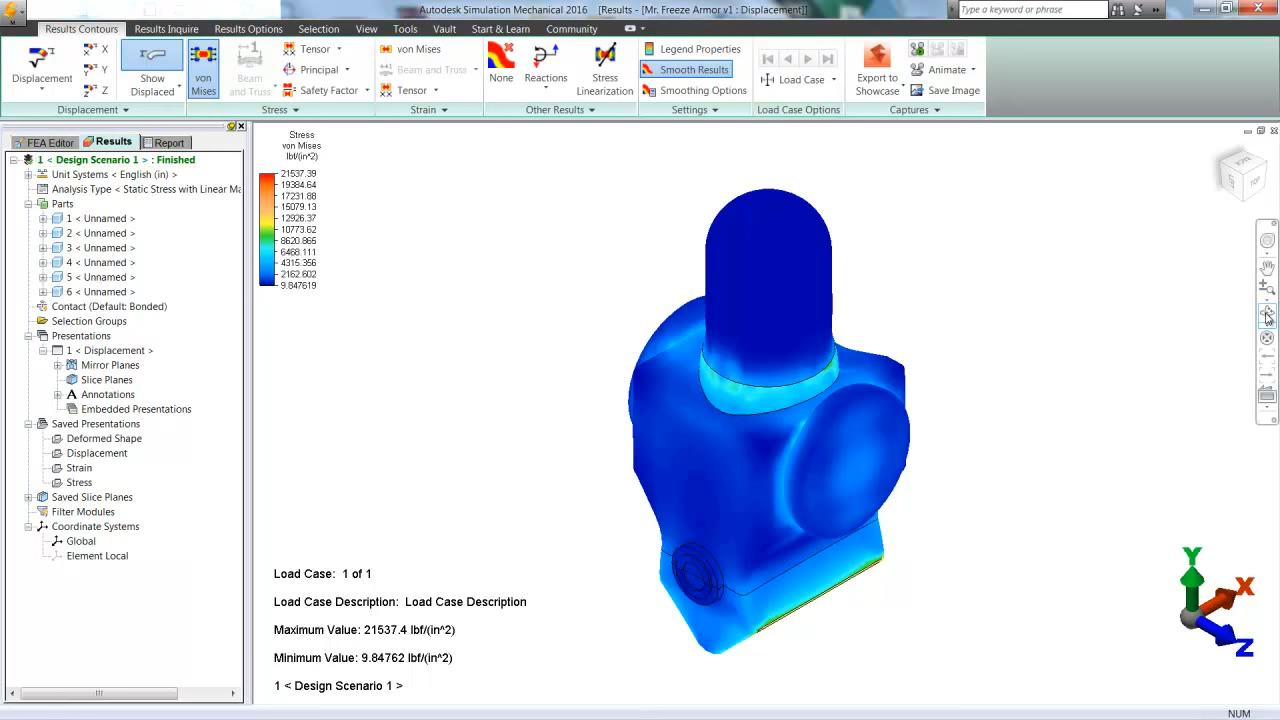 Autodesk Simulation Mechanical 2016 [Results - [Mr. Freeze Armor v1 : Displacement]]
Type a keyword or phrase
Results Contours Results Inquire Results Options Selection View Tools Vault Start & Learn Community
Displacement
X
Y
Z
Show Displaced
von Mises
Beam and Truss
Tensor
Principal
Safety Factor
von Mises
Beam and Truss
Tensor
None
Reactions
Stress Linearization
Legend Properties
Smooth Results
Smoothing Options
Load Case
Export to Showcase
Animate
Save Image
Displacement Stress Strain Other Results Settings Load Case Options Captures
FEA Editor Results Report
1 < Design Scenario 1 > : Finished
Unit Systems < English (in) >
Analysis Type < Static Stress with Linear Ma
Parts
1 < Unnamed >
2 < Unnamed >
3 < Unnamed >
4 < Unnamed >
5 < Unnamed >
6 < Unnamed >
Contact (Default: Bonded)
Selection Groups
Presentations
1 < Displacement >
Mirror Planes
Slice Planes
A Annotations
Embedded Presentations
Saved Presentations
Deformed Shape
Displacement
Strain
Stress
Saved Slice Planes
Filter Modules
Coordinate Systems
Global
Element Local
Stress
von Mises
lbf/(in^2)
21537.39
19384.64
17231.88
15079.13
12926.37
10773.62
8620.865
6468.111
4315.356
2162.602
9.847619
TOP
Load Case: 1 of 1
Load Case Description: Load Case Description
Maximum Value: 21537.4 lbf/(in^2)
Minimum Value: 9.84762 lbf/(in^2)
1 < Design Scenario 1 >
Y
X
Z
NUM